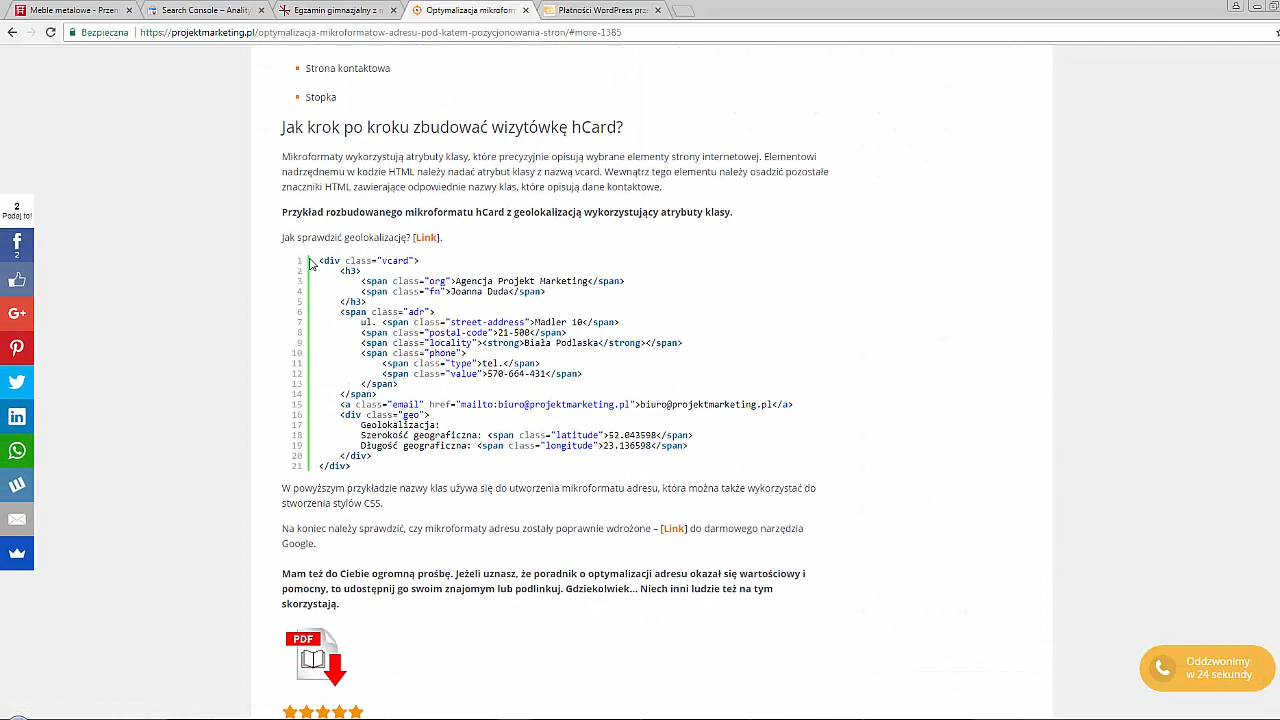 Meble metalowe - Przem
Search Console – Anality
Egzamin gimnazjalny z m
Optymalizacja mikroform
Płatności WordPress prze
Bezpieczna
https://projektmarketing.pl/optymalizacja-mikroformatow-adresu-pod-katem-pozycjonowania-stron/#more-1385
Strona kontaktowa
Stopka
Jak krok po kroku zbudować wizytówkę hCard?
Mikroformaty wykorzystują atrybuty klasy, które precyzyjnie opisują wybrane elementy strony internetowej. Elementowi
nadrzędnemu w kodzie HTML należy nadać atrybut klasy z nazwą vcard. Wewnątrz tego elementu należy osadzić pozostałe
znaczniki HTML zawierające odpowiednie nazwy klas, które opisują dane kontaktowe.
Przykład rozbudowanego mikroformatu hCard z geolokalizacją wykorzystujący atrybuty klasy.
Jak sprawdzić geolokalizację? [Link].
1 <div class="vcard">
2 <h3>
3 <span class="org">Agencja Projekt Marketing</span>
4 <span class="fn">Joanna Duda</span>
5 </h3>
6 <span class="adr">
7 ul. <span class="street-address">Madler 10</span>
8 <span class="postal-code">21-500</span>
9 <span class="locality"><strong>Biała Podlaska</strong></span>
10 <span class="phone">
11 <span class="type">tel.</span>
12 <span class="value">570-664-431</span>
13 </span>
14 </span>
15 <a class="email" href="mailto:biuro@projektmarketing.pl">biuro@projektmarketing.pl</a>
16 <div class="geo">
17 Geolokalizacja:
18 Szerokość geograficzna: <span class="latitude">52.043598</span>
19 Długość geograficzna: <span class="longitude">23.136598</span>
20 </div>
21 </div>
W powyższym przykładzie nazwy klas używa się do utworzenia mikroformatu adresu, która można także wykorzystać do
stworzenia stylów CSS.
Na koniec należy sprawdzić, czy mikroformaty adresu zostały poprawnie wdrożone – [Link] do darmowego narzędzia
Google.
Mam też do Ciebie ogromną prośbę. Jeżeli uznasz, że poradnik o optymalizacji adresu okazał się wartościowy i
pomocny, to udostępnij go swoim znajomym lub podlinkuj. Gdziekolwiek... Niech inni ludzie też na tym
skorzystają.
PDF
2
Podaj to!
2
G+
Oddzwonimy
w 24 sekundy